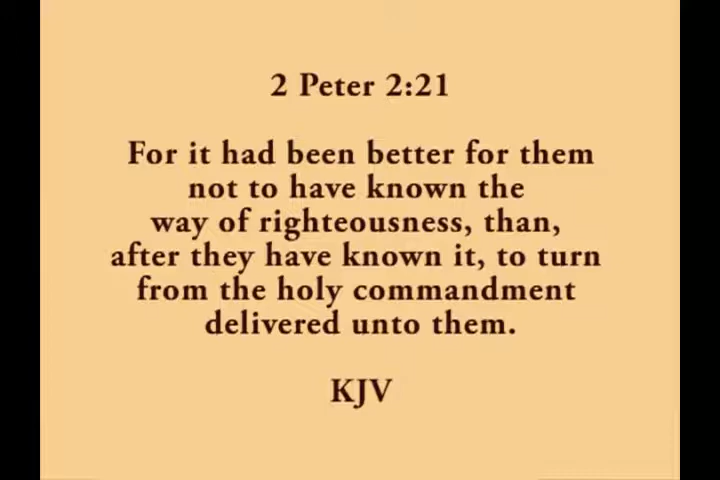 2 Peter 2:21
For it had been better for them
not to have known the
way of righteousness, than,
after they have known it, to turn
from the holy commandment
delivered unto them.
KJV